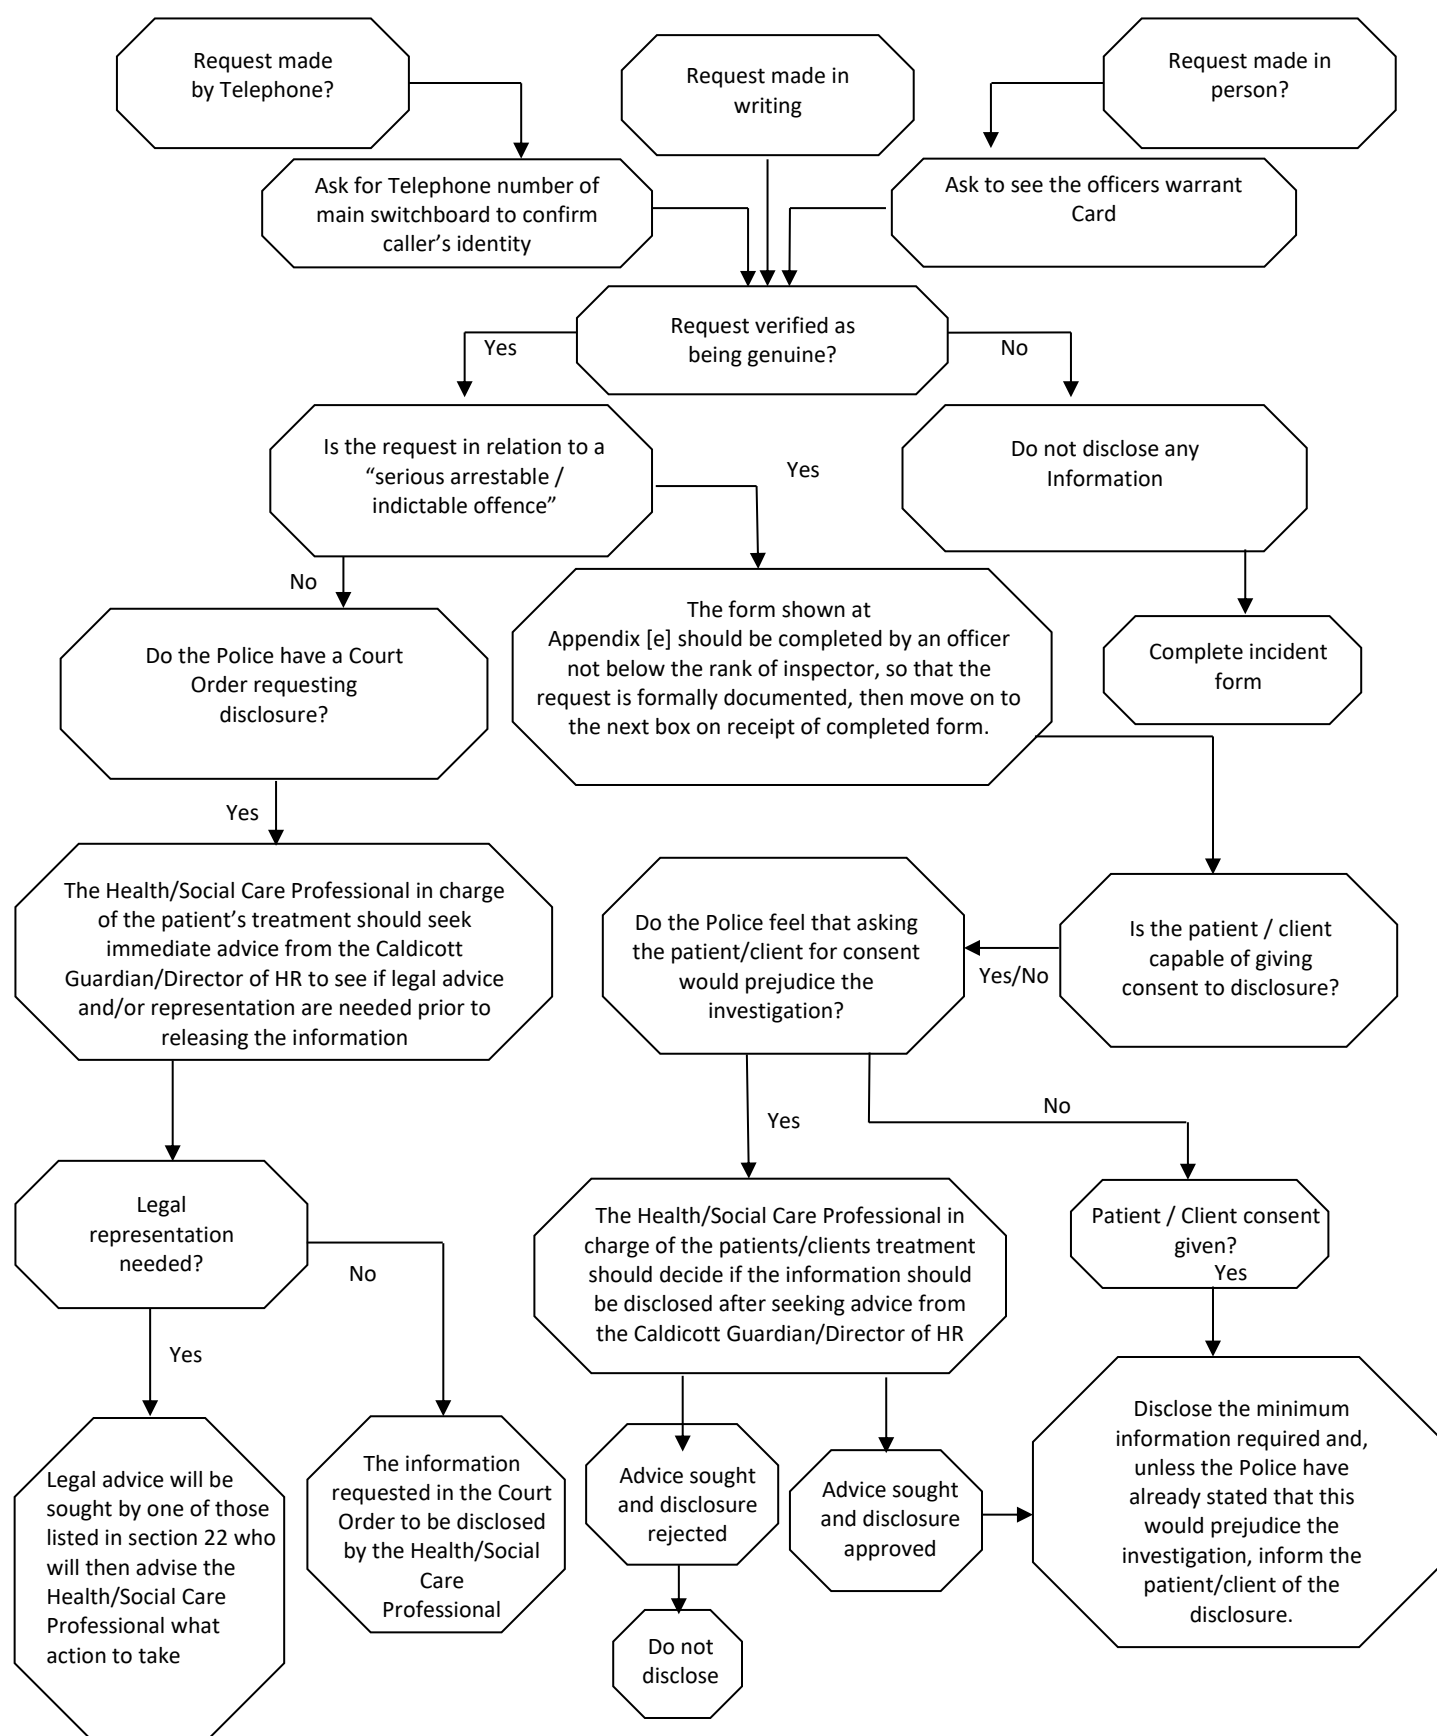 Request made
by Telephone?
Request made in
writing
Request made in
person?
Ask for Telephone number of
main switchboard to confirm
caller’s identity
Ask to see the officers warrant
Card
Request verified as
being genuine?
Yes
No
Is the request in relation to a
“serious arrestable /
indictable offence”
Yes
Do not disclose any
Information
No
The form shown at
Appendix [e] should be completed by an officer
not below the rank of inspector, so that the
request is formally documented, then move on to
the next box on receipt of completed form.
Do the Police have a Court
Order requesting
disclosure?
Complete incident
form
Yes
The Health/Social Care Professional in charge
of the patient’s treatment should seek
immediate advice from the Caldicott
Guardian/Director of HR to see if legal advice
and/or representation are needed prior to
releasing the information
Do the Police feel that asking
the patient/client for consent
would prejudice the
investigation?
Yes/No
Is the patient / client
capable of giving
consent to disclosure?
Yes
No
Legal
representation
needed?
No
Yes
The Health/Social Care Professional in
charge of the patients/clients treatment
should decide if the information should
be disclosed after seeking advice from
the Caldicott Guardian/Director of HR
Patient / Client consent
given?
Yes
Legal advice will be
sought by one of those
listed in section 22 who
will then advise the
Health/Social Care
Professional what
action to take
The information
requested in the Court
Order to be disclosed
by the Health/Social
Care
Professional
Advice sought
and disclosure
rejected
Advice sought
and disclosure
approved
Disclose the minimum
information required and,
unless the Police have
already stated that this
would prejudice the
investigation, inform the
patient/client of the
disclosure.
Do not
disclose